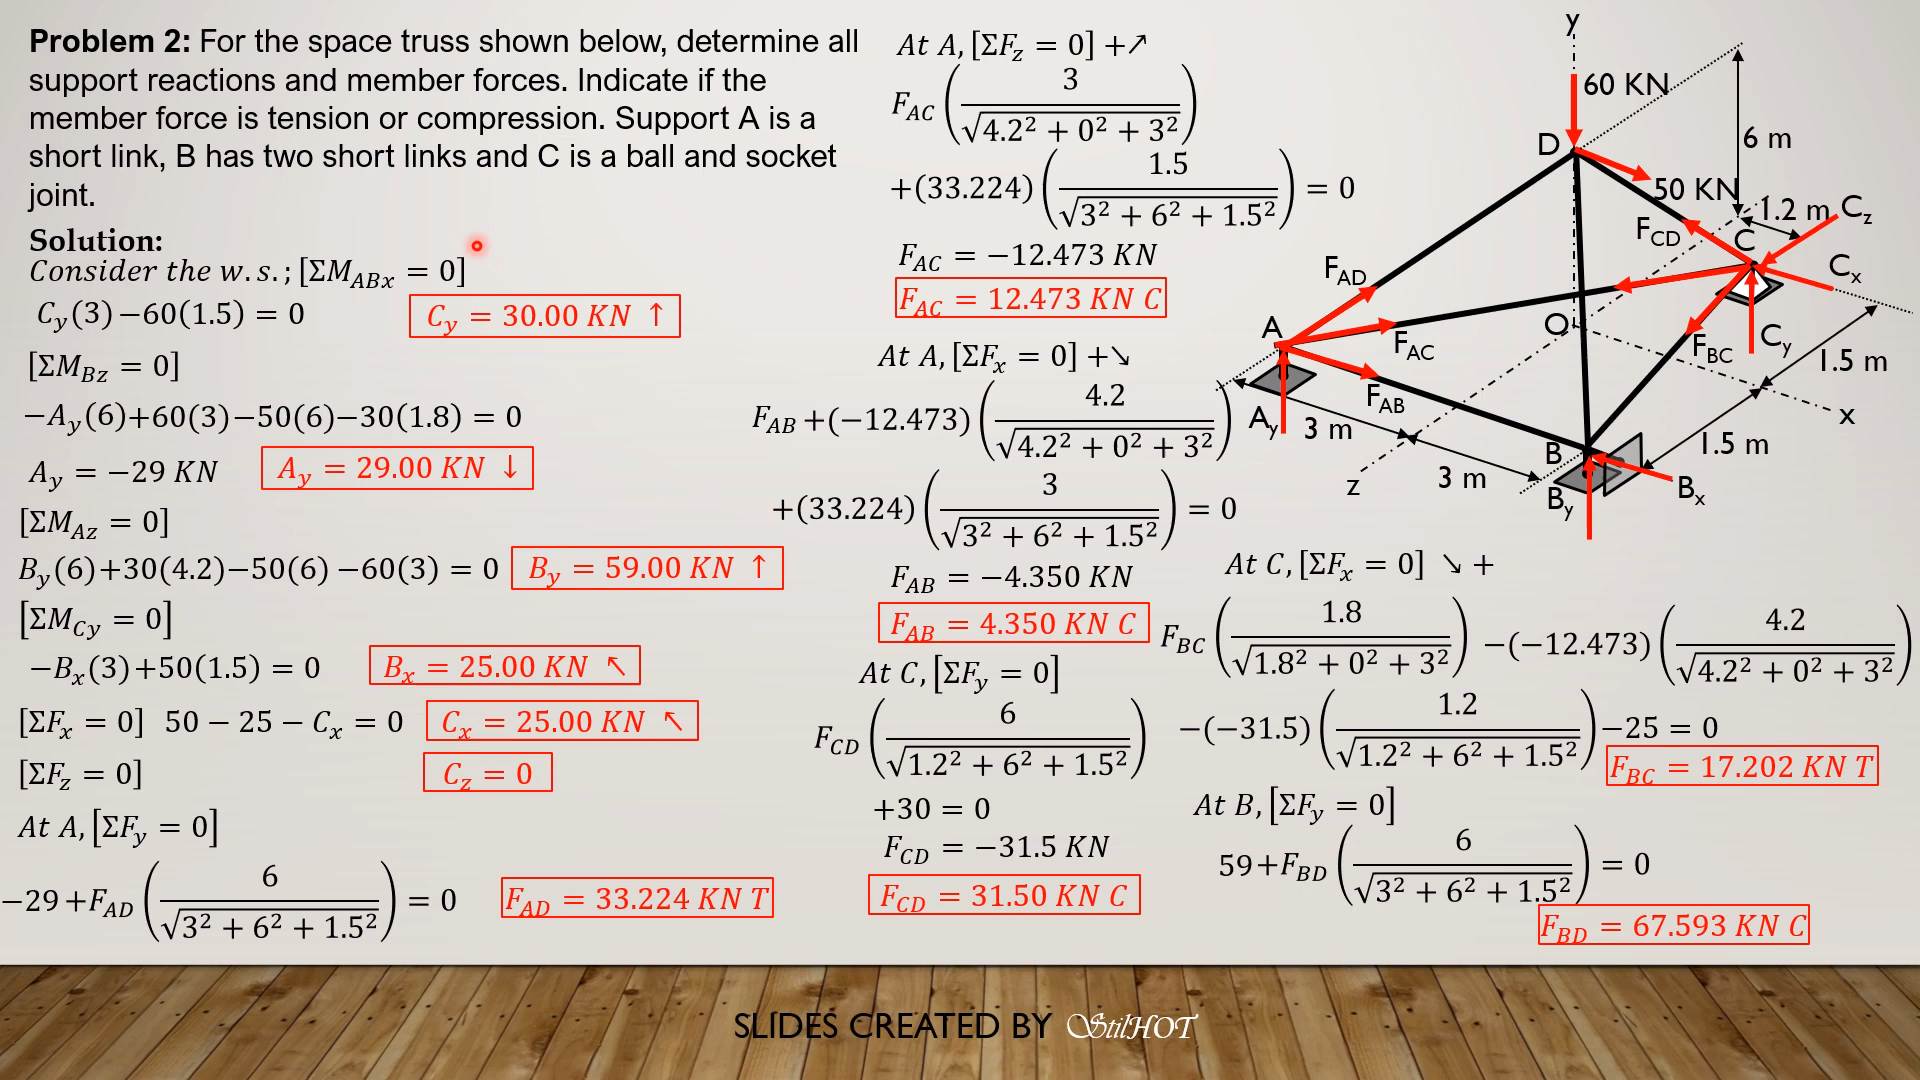 Problem 2: For the space truss shown below, determine all
support reactions and member forces. Indicate if the
member force is tension or compression. Support A is a
short link, B has two short links and C is a ball and socket
joint.
Solution:
Consider the w.s.; [ΣM_ABx = 0]
C_y(3) −60(1.5) = 0
C_y = 30.00 KN ↑
[ΣM_Bz = 0]
−A_y(6)+60(3)−50(6)−30(1.8) = 0
A_y = −29 KN
A_y = 29.00 KN ↓
[ΣM_Az = 0]
B_y(6)+30(4.2)−50(6) −60(3) = 0
B_y = 59.00 KN ↑
[ΣM_Cy = 0]
−B_x(3)+50(1.5) = 0
B_x = 25.00 KN ↖
[ΣF_x = 0] 50 − 25 − C_x = 0
C_x = 25.00 KN ↖
[ΣF_z = 0]
C_z = 0
At A, [ΣF_y = 0]
−29 +F_AD (6 / √(3² + 6² + 1.5²)) = 0
F_AD = 33.224 KN T
At A, [ΣF_z = 0] +↗
F_AC (3 / √(4.2² + 0² + 3²))
+(33.224) (1.5 / √(3² + 6² + 1.5²)) = 0
F_AC = −12.473 KN
F_AC = 12.473 KN C
At A, [ΣF_x = 0] +↘
F_AB +(−12.473) (4.2 / √(4.2² + 0² + 3²))
+(33.224) (3 / √(3² + 6² + 1.5²)) = 0
F_AB = −4.350 KN
F_AB = 4.350 KN C
At C, [ΣF_y = 0]
F_CD (6 / √(1.2² + 6² + 1.5²))
+30 = 0
F_CD = −31.5 KN
F_CD = 31.50 KN C
At C, [ΣF_x = 0] ↘ +
F_BC (1.8 / √(1.8² + 0² + 3²)) −(−12.473) (4.2 / √(4.2² + 0² + 3²))
−(−31.5) (1.2 / √(1.2² + 6² + 1.5²)) −25 = 0
F_BC = 17.202 KN T
At B, [ΣF_y = 0]
59+F_BD (6 / √(3² + 6² + 1.5²)) = 0
F_BD = 67.593 KN C
y
60 KN
D
6 m
50 KN
1.2 m
C_z
F_CD
C
C_x
F_AD
A
O
F_AC
F_BC
C_y
1.5 m
F_AB
A_y
3 m
x
B
1.5 m
z
3 m
B_y
B_x
SLIDES CREATED BY StilHOT